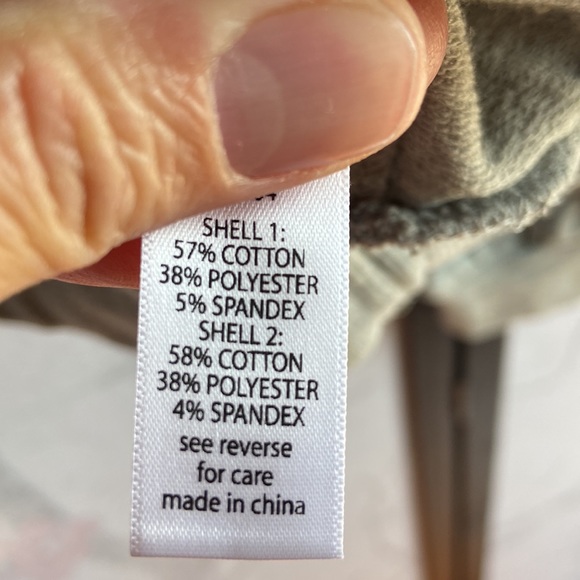 SHELL 1:
57% COTTON
38% POLYESTER
5% SPANDEX
SHELL 2:
58% COTTON
38% POLYESTER
4% SPANDEX
see reverse
for care
made in china